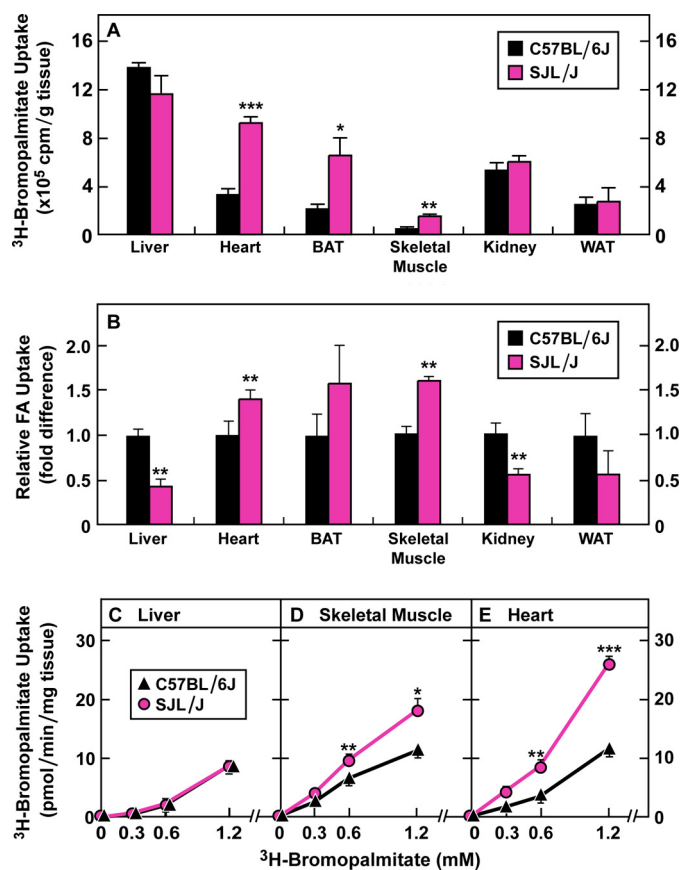 A
C57BL/6J
SJL/J
³H-Bromopalmitate Uptake
(x10⁵ cpm/g tissue)
16 16
12 12
8 8
4 4
0 0
*** * **
Liver Heart BAT Skeletal Muscle Kidney WAT
B
C57BL/6J
SJL/J
Relative FA Uptake
(fold difference)
2.0 2.0
1.5 1.5
1.0 1.0
0.5 0.5
0 0
** ** ** **
Liver Heart BAT Skeletal Muscle Kidney WAT
C Liver D Skeletal Muscle E Heart
³H-Bromopalmitate Uptake
(pmol/min/mg tissue)
30 30
20 20
10 10
0 0
C57BL/6J
SJL/J
** * ** ***
0 0.3 0.6 1.2 0 0.3 0.6 1.2 0 0.3 0.6 1.2
³H-Bromopalmitate (mM)